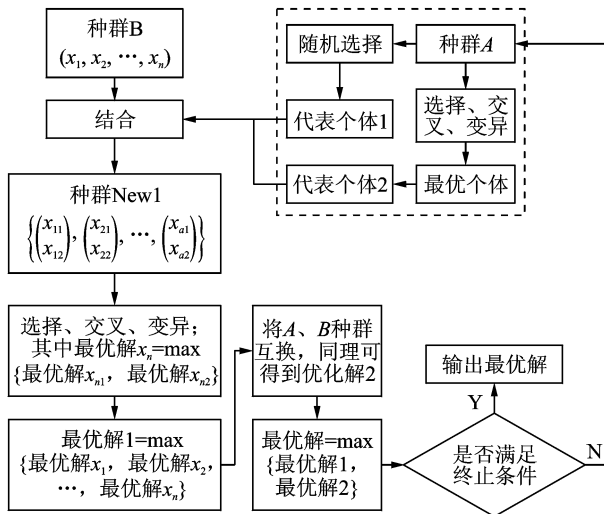 种群B
(x₁, x₂, …, xₙ)
结合
种群New1
{(x₁₁ x₁₂), (x₂₁ x₂₂), …, (xₐ₁ xₐ₂)}
选择、交叉、变异；
其中最优解xₙ=max
{最优解xₙ₁，最优解xₙ₂}
最优解1=max
{最优解x₁，最优解x₂，
…，最优解xₙ}
随机选择
种群A
代表个体1
选择、交
叉、变异
代表个体2
最优个体
将A、B种群
互换，同理可
得到优化解2
最优解=max
{最优解1，
最优解2}
输出最优解
Y
是否满足
终止条件
N